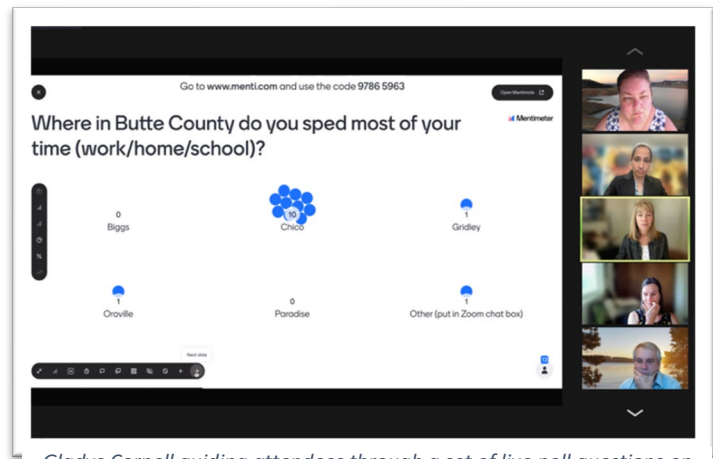 Go to www.menti.com and use the code 9786 5963
Open Mentimote
Where in Butte County do you sped most of your
time (work/home/school)?
Mentimeter
0
Biggs
10
Chico
1
Gridley
1
Oroville
0
Paradise
1
Other (put in Zoom chat box)
Next slide
13
Gladys Cornell guiding attendees through a set of live poll questions on